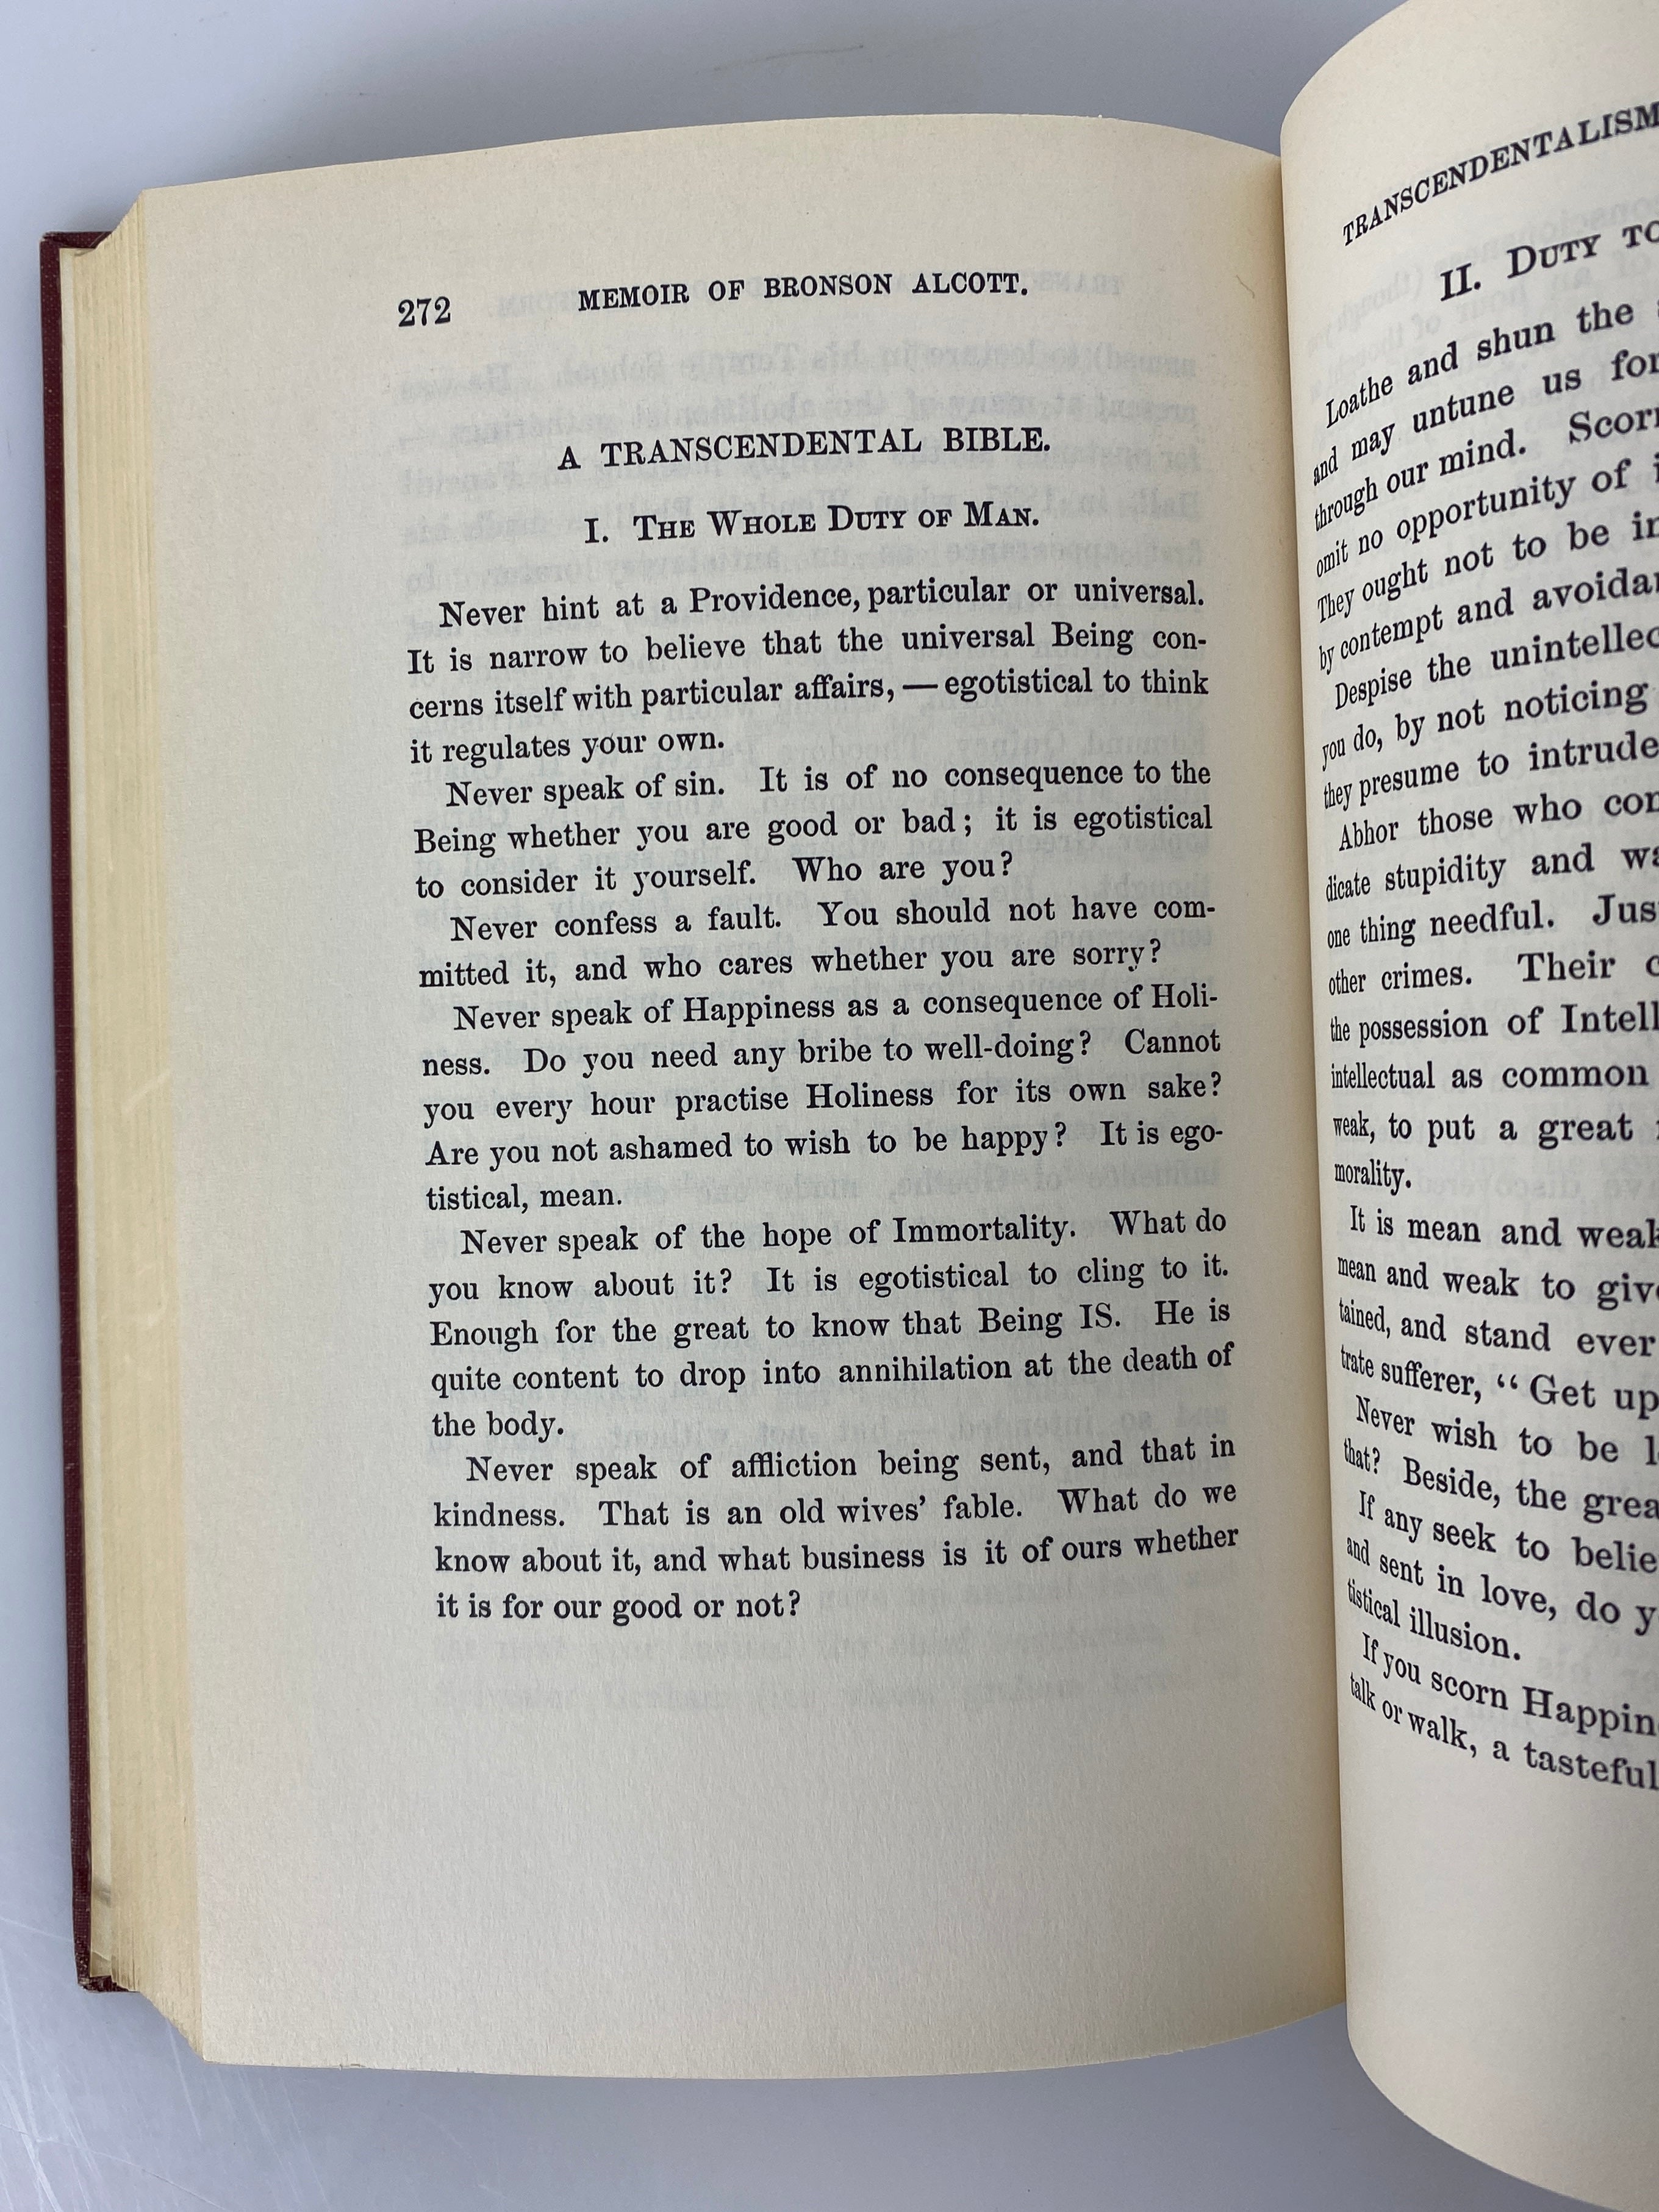 272 MEMOIR OF BRONSON ALCOTT.
A TRANSCENDENTAL BIBLE.
I. THE WHOLE DUTY OF MAN.
Never hint at a Providence, particular or universal.
It is narrow to believe that the universal Being con-
cerns itself with particular affairs, — egotistical to think
it regulates your own.
Never speak of sin. It is of no consequence to the
Being whether you are good or bad; it is egotistical
to consider it yourself. Who are you?
Never confess a fault. You should not have com-
mitted it, and who cares whether you are sorry?
Never speak of Happiness as a consequence of Holi-
ness. Do you need any bribe to well-doing? Cannot
you every hour practise Holiness for its own sake?
Are you not ashamed to wish to be happy? It is ego-
tistical, mean.
Never speak of the hope of Immortality. What do
you know about it? It is egotistical to cling to it.
Enough for the great to know that Being IS. He is
quite content to drop into annihilation at the death of
the body.
Never speak of affliction being sent, and that in
kindness. That is an old wives' fable. What do we
know about it, and what business is it of ours whether
it is for our good or not?
TRANSCENDENTALISM
II. DUTY TO
Loathe and shun the
and may untune us for
through our mind. Scorn
omit no opportunity of
They ought not to be
by contempt and
Despise the
you do, by not noticing
they presume to intrude
Abhor those who
dicate stupidity and
one thing needful.
other crimes. Their
the possession of
intellectual as common
weak, to put a great
morality.
It is mean and weak
mean and weak to
tained, and stand ever
trate sufferer, "Get up
Never wish to be
that? Beside, the
If any seek to
and sent in love, do
tistical illusion.
If you scorn
talk or walk, a tasteful